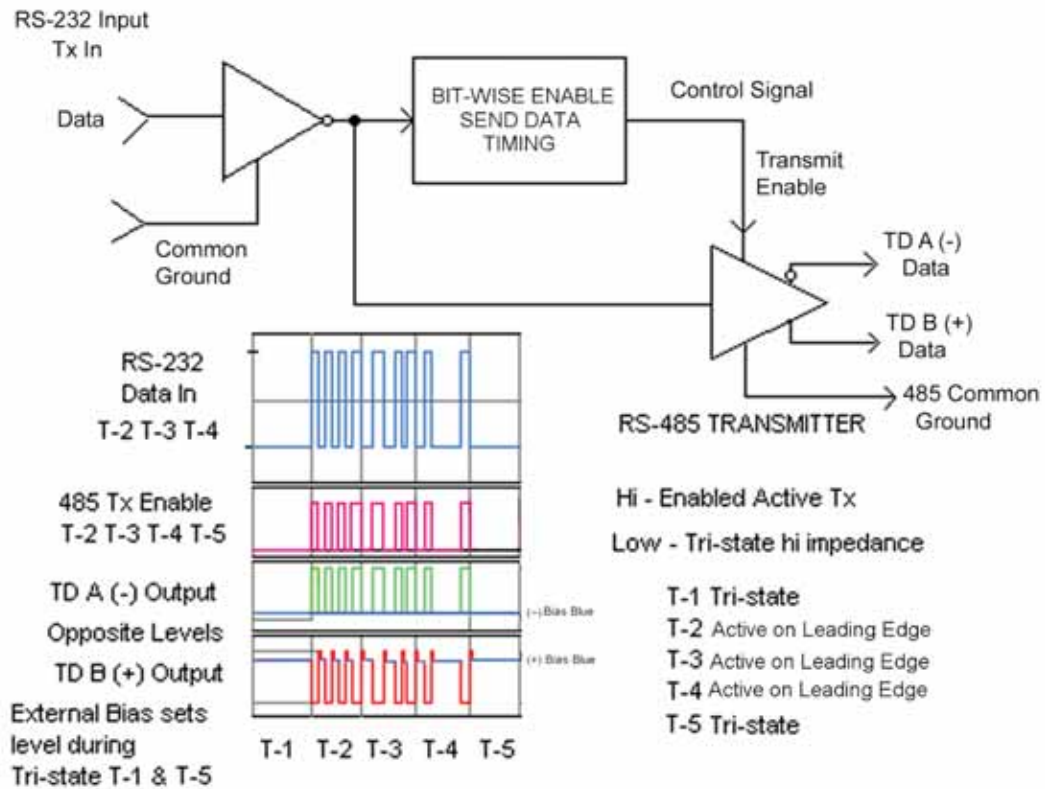 RS-232 Input
Tx In
Data
Common
Ground
BIT-WISE ENABLE
SEND DATA
TIMING
Control Signal
Transmit
Enable
TD A (-)
Data
TD B (+)
Data
485 Common
Ground
RS-485 TRANSMITTER
RS-232
Data In
T-2 T-3 T-4
485 Tx Enable
T-2 T-3 T-4 T-5
TD A (-) Output
Opposite Levels
TD B (+) Output
External Bias sets
level during
Tri-state T-1 & T-5
(-) Bias Blue
(+) Bias Blue
T-1 T-2 T-3 T-4 T-5
Hi - Enabled Active Tx
Low - Tri-state hi impedance
T-1 Tri-state
T-2 Active on Leading Edge
T-3 Active on Leading Edge
T-4 Active on Leading Edge
T-5 Tri-state